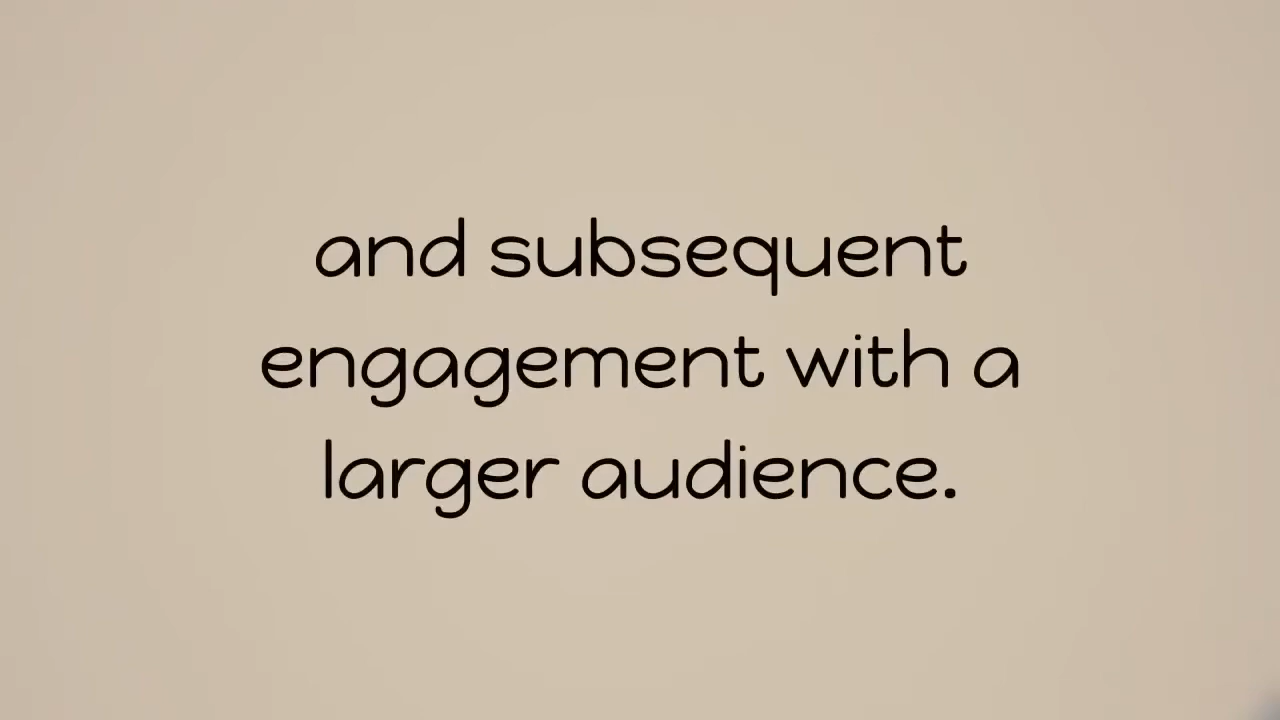 and subsequent
engagement with a
larger audience.